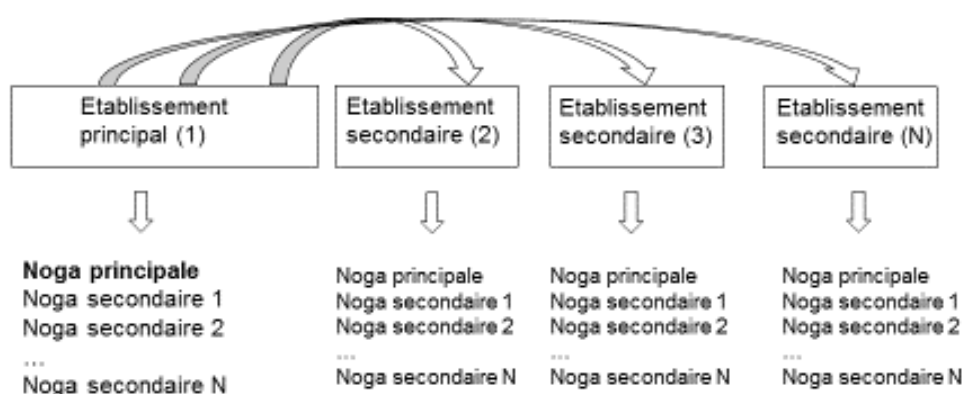 Etablissement
principal (1)
Etablissement
secondaire (2)
Etablissement
secondaire (3)
Etablissement
secondaire (N)
Noga principale
Noga secondaire 1
Noga secondaire 2
...
Noga secondaire N
Noga principale
Noga secondaire 1
Noga secondaire 2
...
Noga secondaire N
Noga principale
Noga secondaire 1
Noga secondaire 2
...
Noga secondaire N
Noga principale
Noga secondaire 1
Noga secondaire 2
...
Noga secondaire N